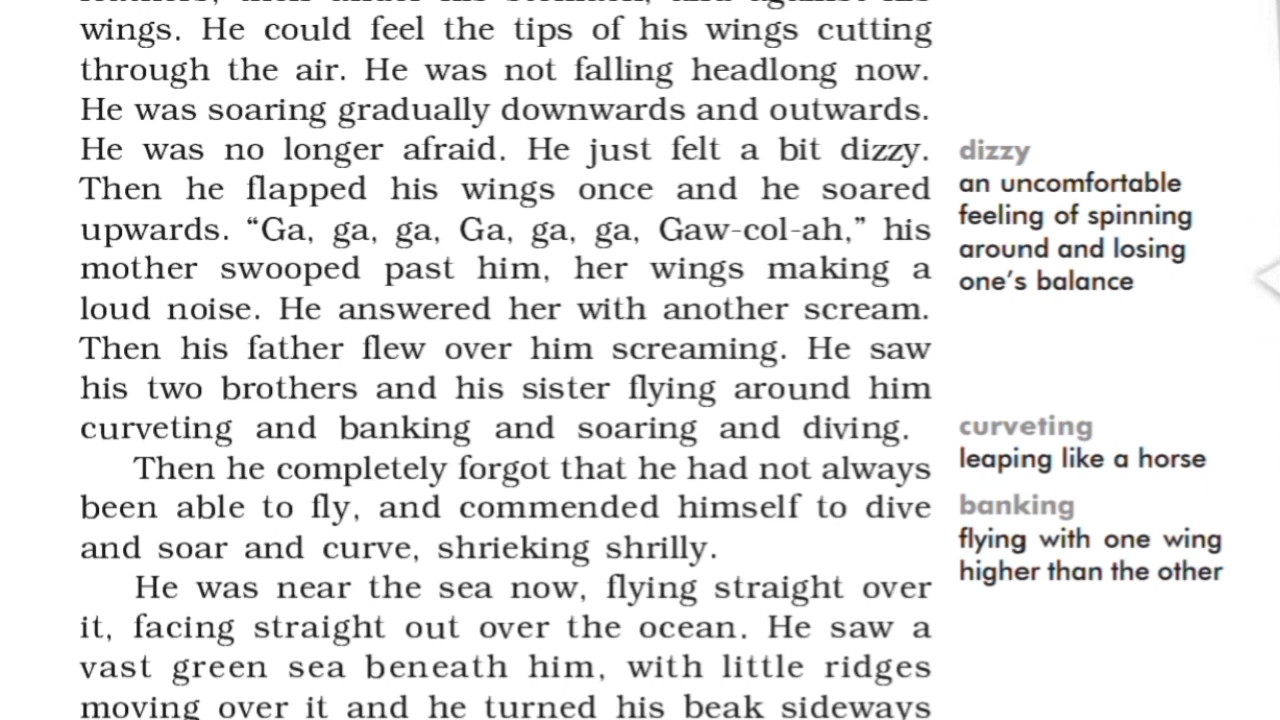 wings. He could feel the tips of his wings cutting
through the air. He was not falling headlong now.
He was soaring gradually downwards and outwards.
He was no longer afraid. He just felt a bit dizzy.
Then he flapped his wings once and he soared
upwards. “Ga, ga, ga, Ga, ga, ga, Gaw-col-ah,” his
mother swooped past him, her wings making a
loud noise. He answered her with another scream.
Then his father flew over him screaming. He saw
his two brothers and his sister flying around him
curveting and banking and soaring and diving.
Then he completely forgot that he had not always
been able to fly, and commended himself to dive
and soar and curve, shrieking shrilly.
He was near the sea now, flying straight over
it, facing straight out over the ocean. He saw a
vast green sea beneath him, with little ridges
moving over it and he turned his beak sideways
dizzy
an uncomfortable
feeling of spinning
around and losing
one’s balance
curveting
leaping like a horse
banking
flying with one wing
higher than the other